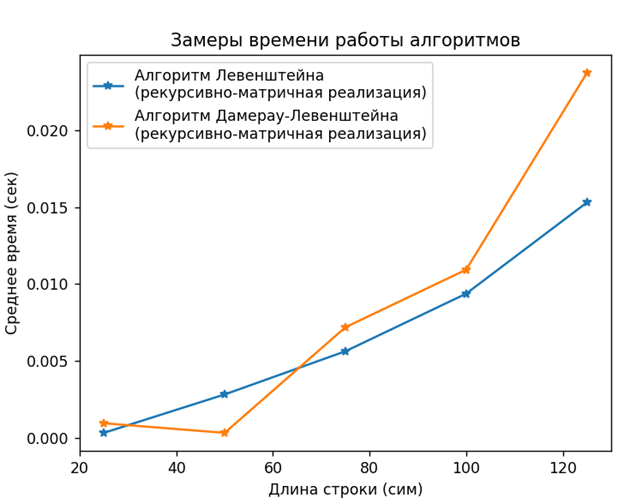 Замеры времени работы алгоритмов
Алгоритм Левенштейна
(рекурсивно-матричная реализация)
Алгоритм Дамерау-Левенштейна
(рекурсивно-матричная реализация)
Среднее время (сек)
0.020
0.015
0.010
0.005
0.000
20 40 60 80 100 120
Длина строки (сим)